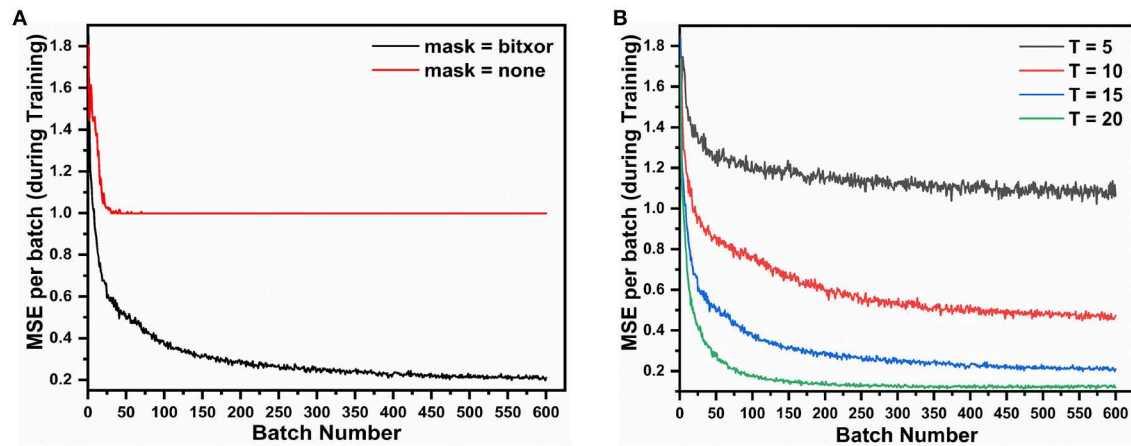 A
MSE per batch (during Training)
1.8
1.6
1.4
1.2
1.0
0.8
0.6
0.4
0.2
mask = bitxor
mask = none
0 50 100 150 200 250 300 350 400 450 500 550 600
Batch Number
B
MSE per batch (during Training)
1.8
1.6
1.4
1.2
1.0
0.8
0.6
0.4
0.2
T = 5
T = 10
T = 15
T = 20
0 50 100 150 200 250 300 350 400 450 500 550 600
Batch Number